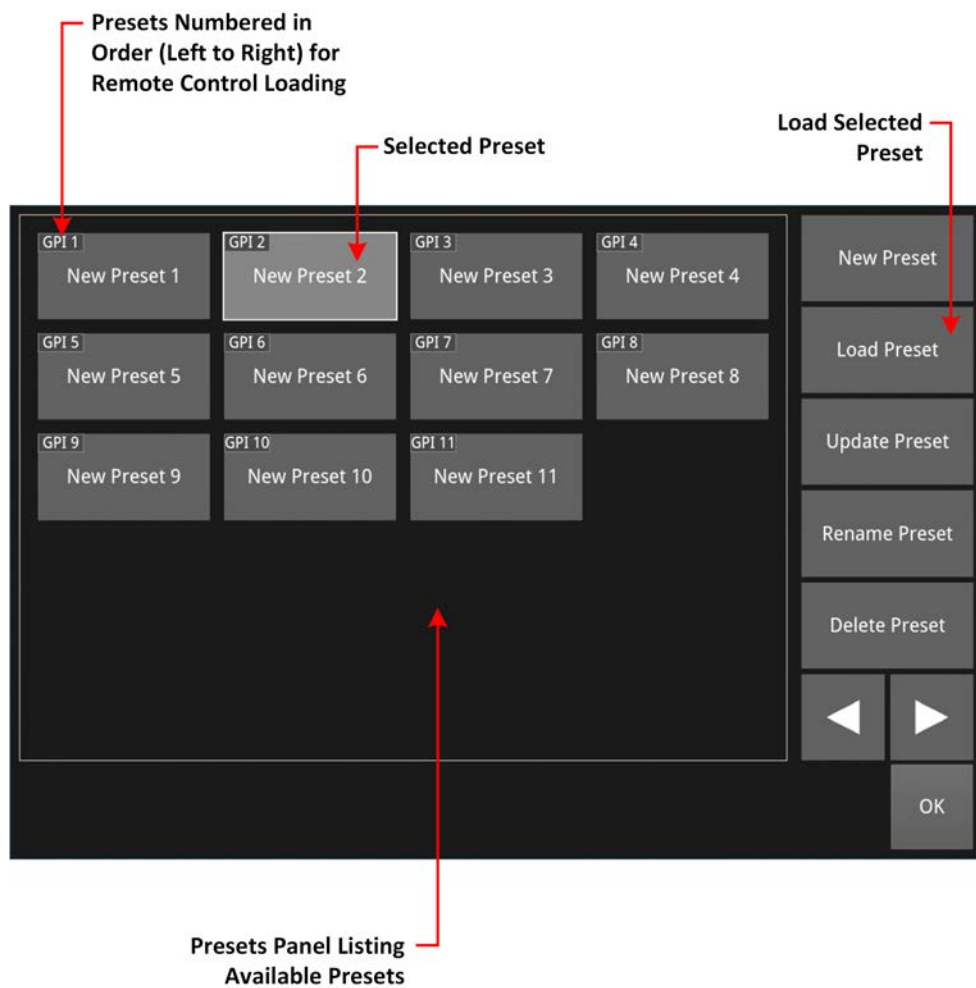 Presets Numbered in
Order (Left to Right) for
Remote Control Loading
Selected Preset
Load Selected
Preset
GPI 1
New Preset 1
GPI 2
New Preset 2
GPI 3
New Preset 3
GPI 4
New Preset 4
GPI 5
New Preset 5
GPI 6
New Preset 6
GPI 7
New Preset 7
GPI 8
New Preset 8
GPI 9
New Preset 9
GPI 10
New Preset 10
GPI 11
New Preset 11
New Preset
Load Preset
Update Preset
Rename Preset
Delete Preset
OK
Presets Panel Listing
Available Presets